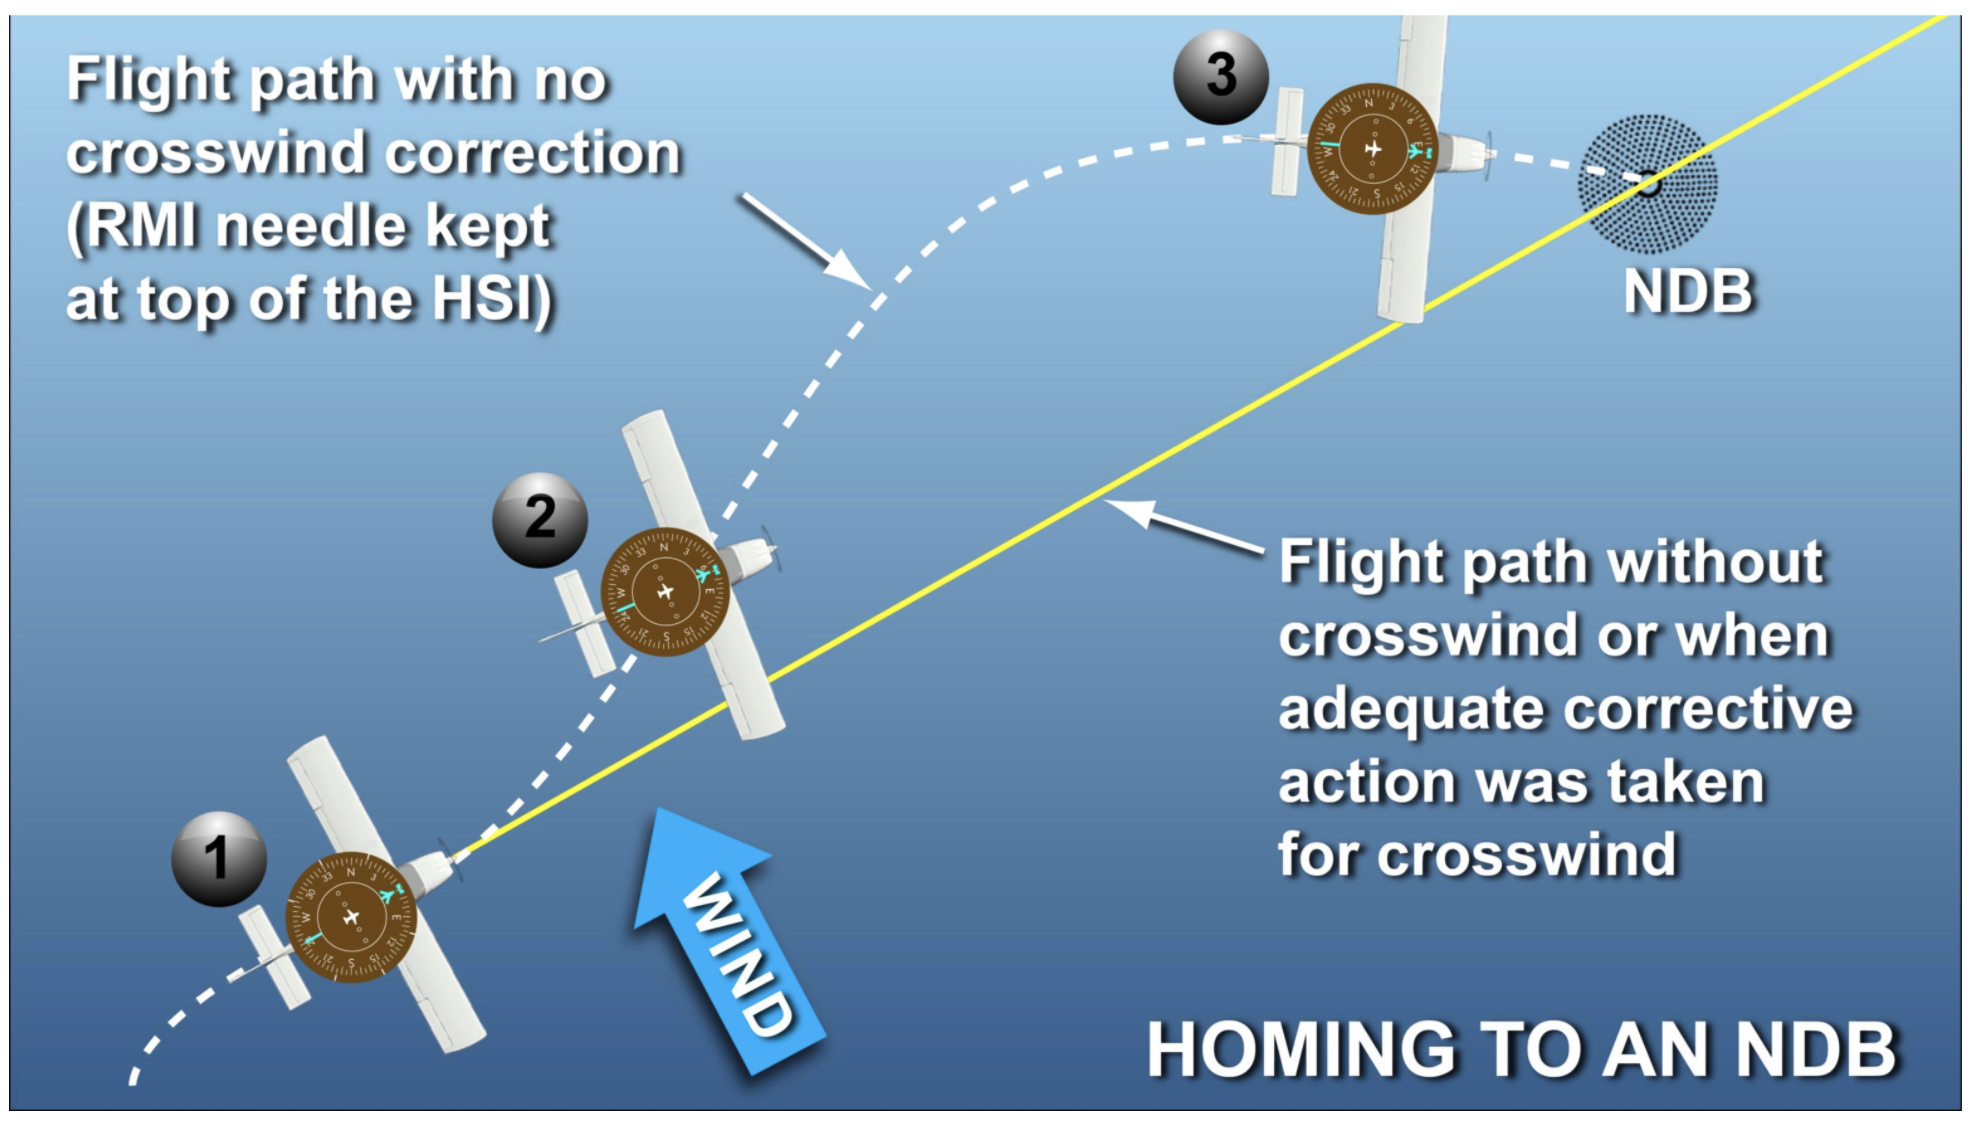 Flight path with no
crosswind correction
(RMI needle kept
at top of the HSI)
3
NDB
2
Flight path without
crosswind or when
adequate corrective
action was taken
for crosswind
1
WIND
HOMING TO AN NDB